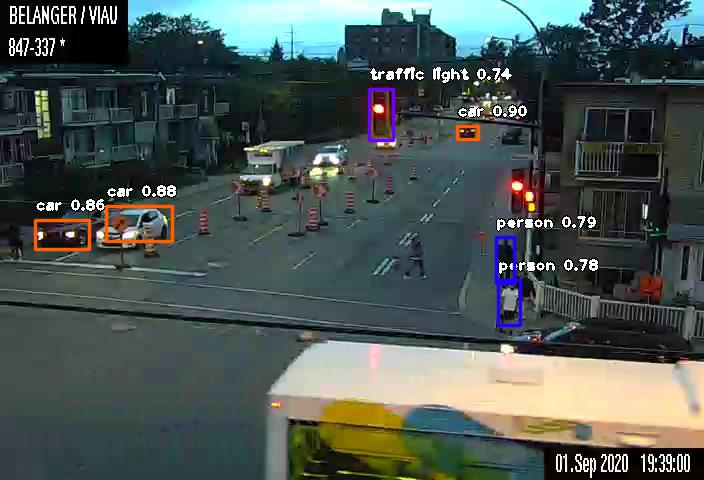 BELANGER / VIAU
847-337 *
traffic light 0.74
car 0.90
car 0.88
car 0.86
person 0.79
person 0.78
01.Sep 2020 19:39:00